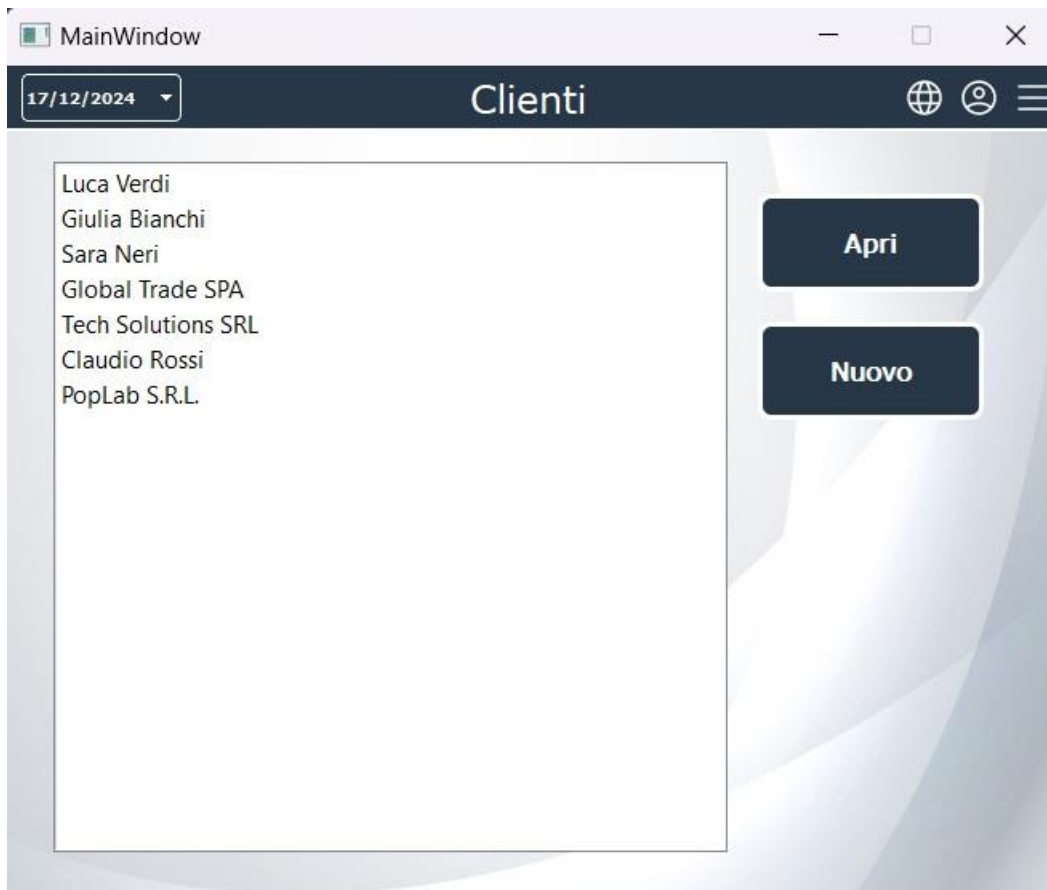 MainWindow
17/12/2024
Clienti
Luca Verdi
Giulia Bianchi
Sara Neri
Global Trade SPA
Tech Solutions SRL
Claudio Rossi
PopLab S.R.L.
Apri
Nuovo